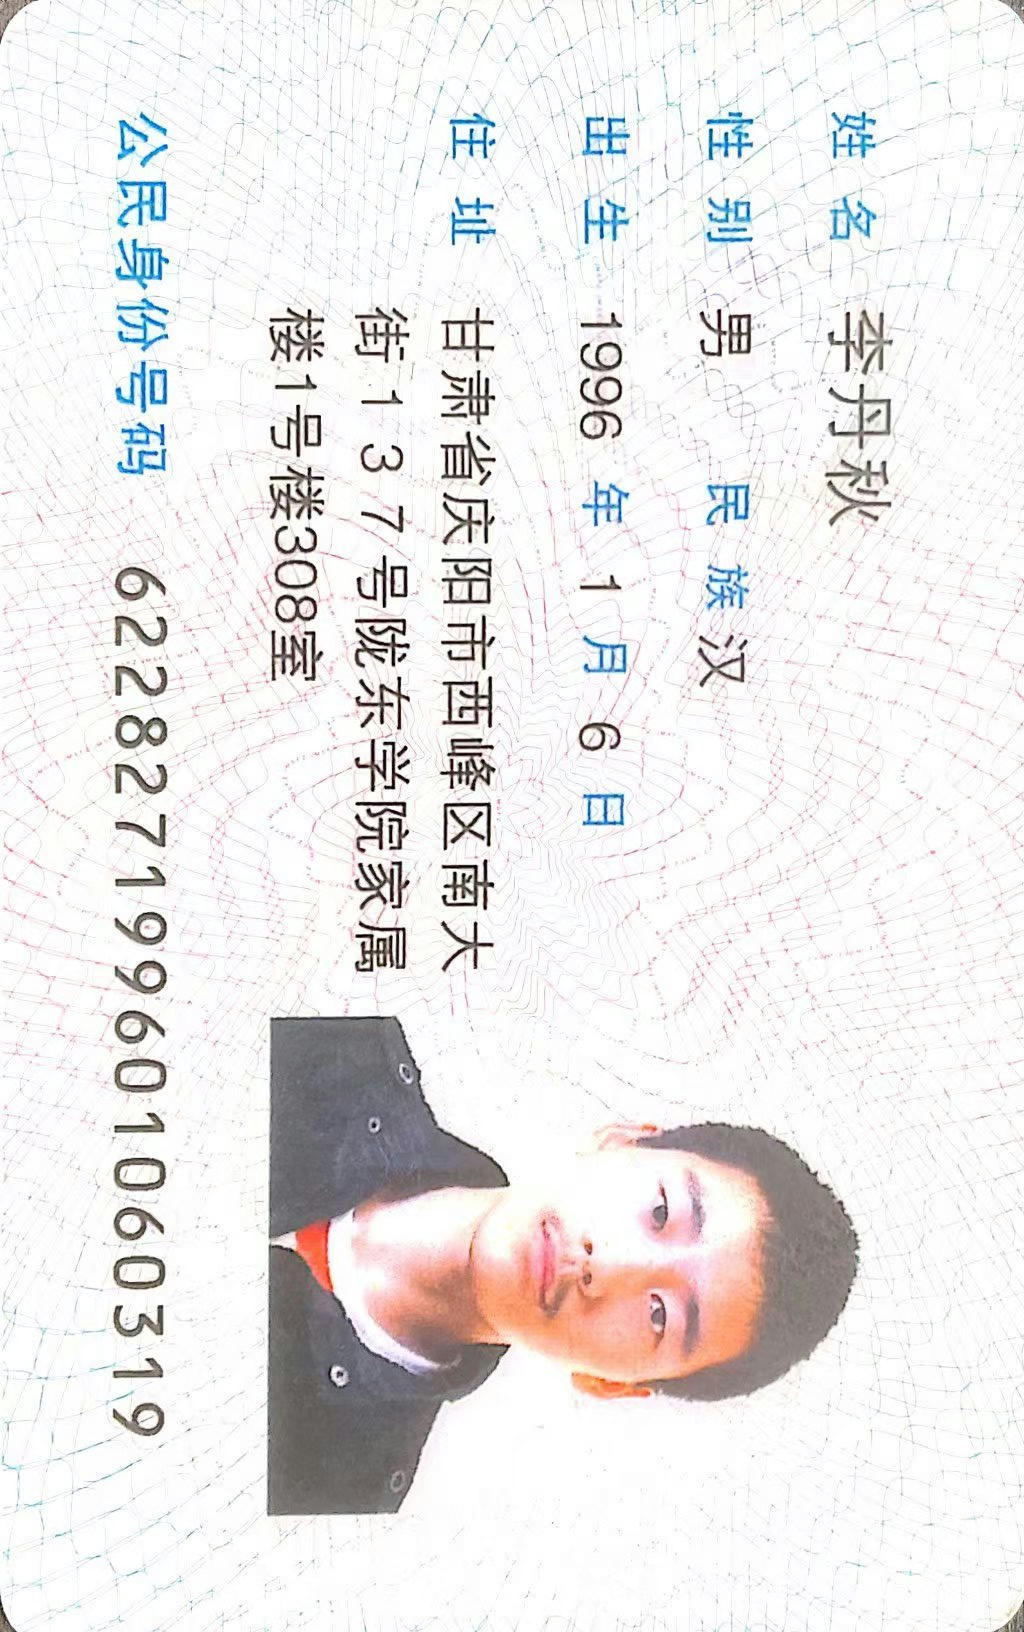 姓名 李丹秋
性别 男 民族 汉
出生 1996 年 1 月 6 日
住址 甘肃省庆阳市西峰区南大
街137号陇东学院家属
楼1号楼308室
公民身份号码 622827199601060319